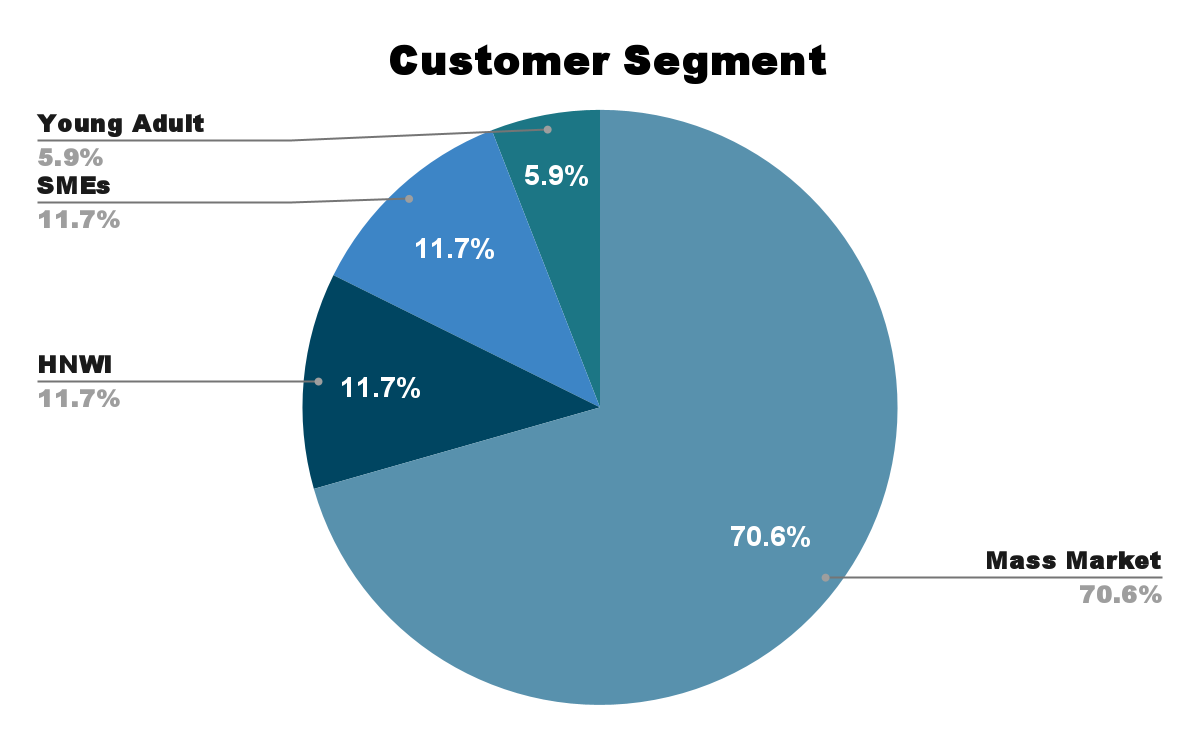 Customer Segment
Young Adult
5.9%
SMEs
11.7%
HNWI
11.7%
5.9%
11.7%
11.7%
70.6%
Mass Market
70.6%